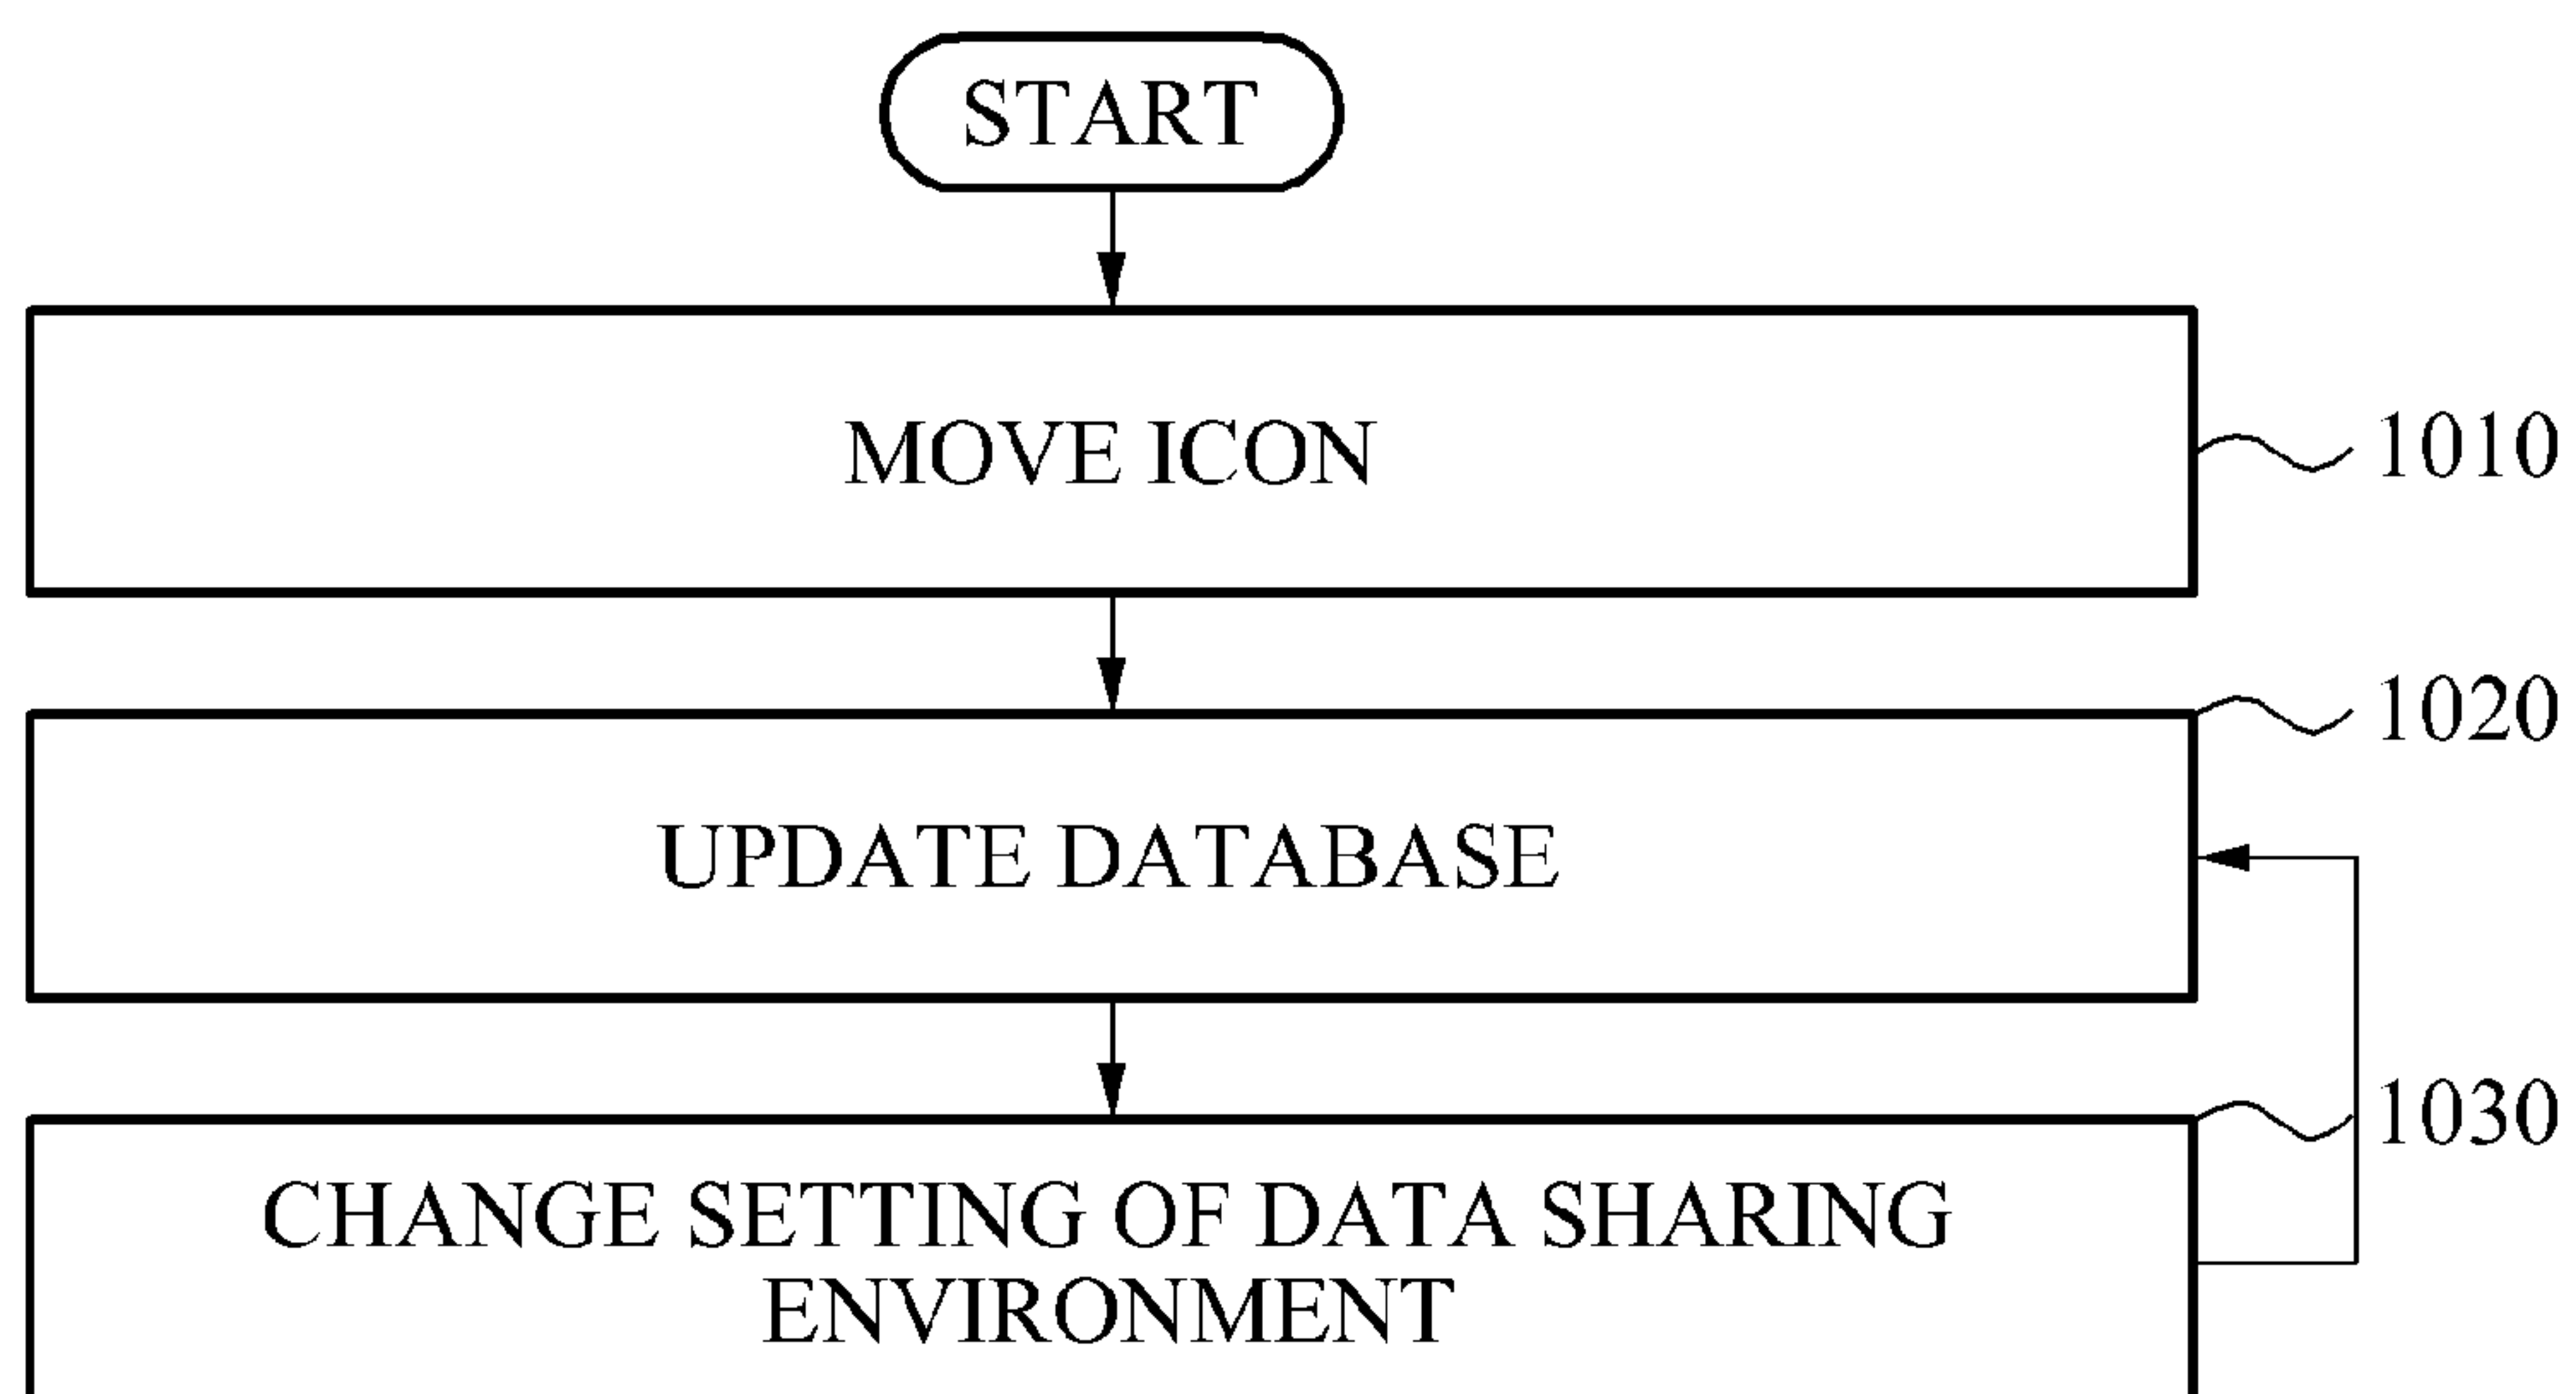 START
MOVE ICON
1010
1020
UPDATE DATABASE
1030
CHANGE SETTING OF DATA SHARING
ENVIRONMENT